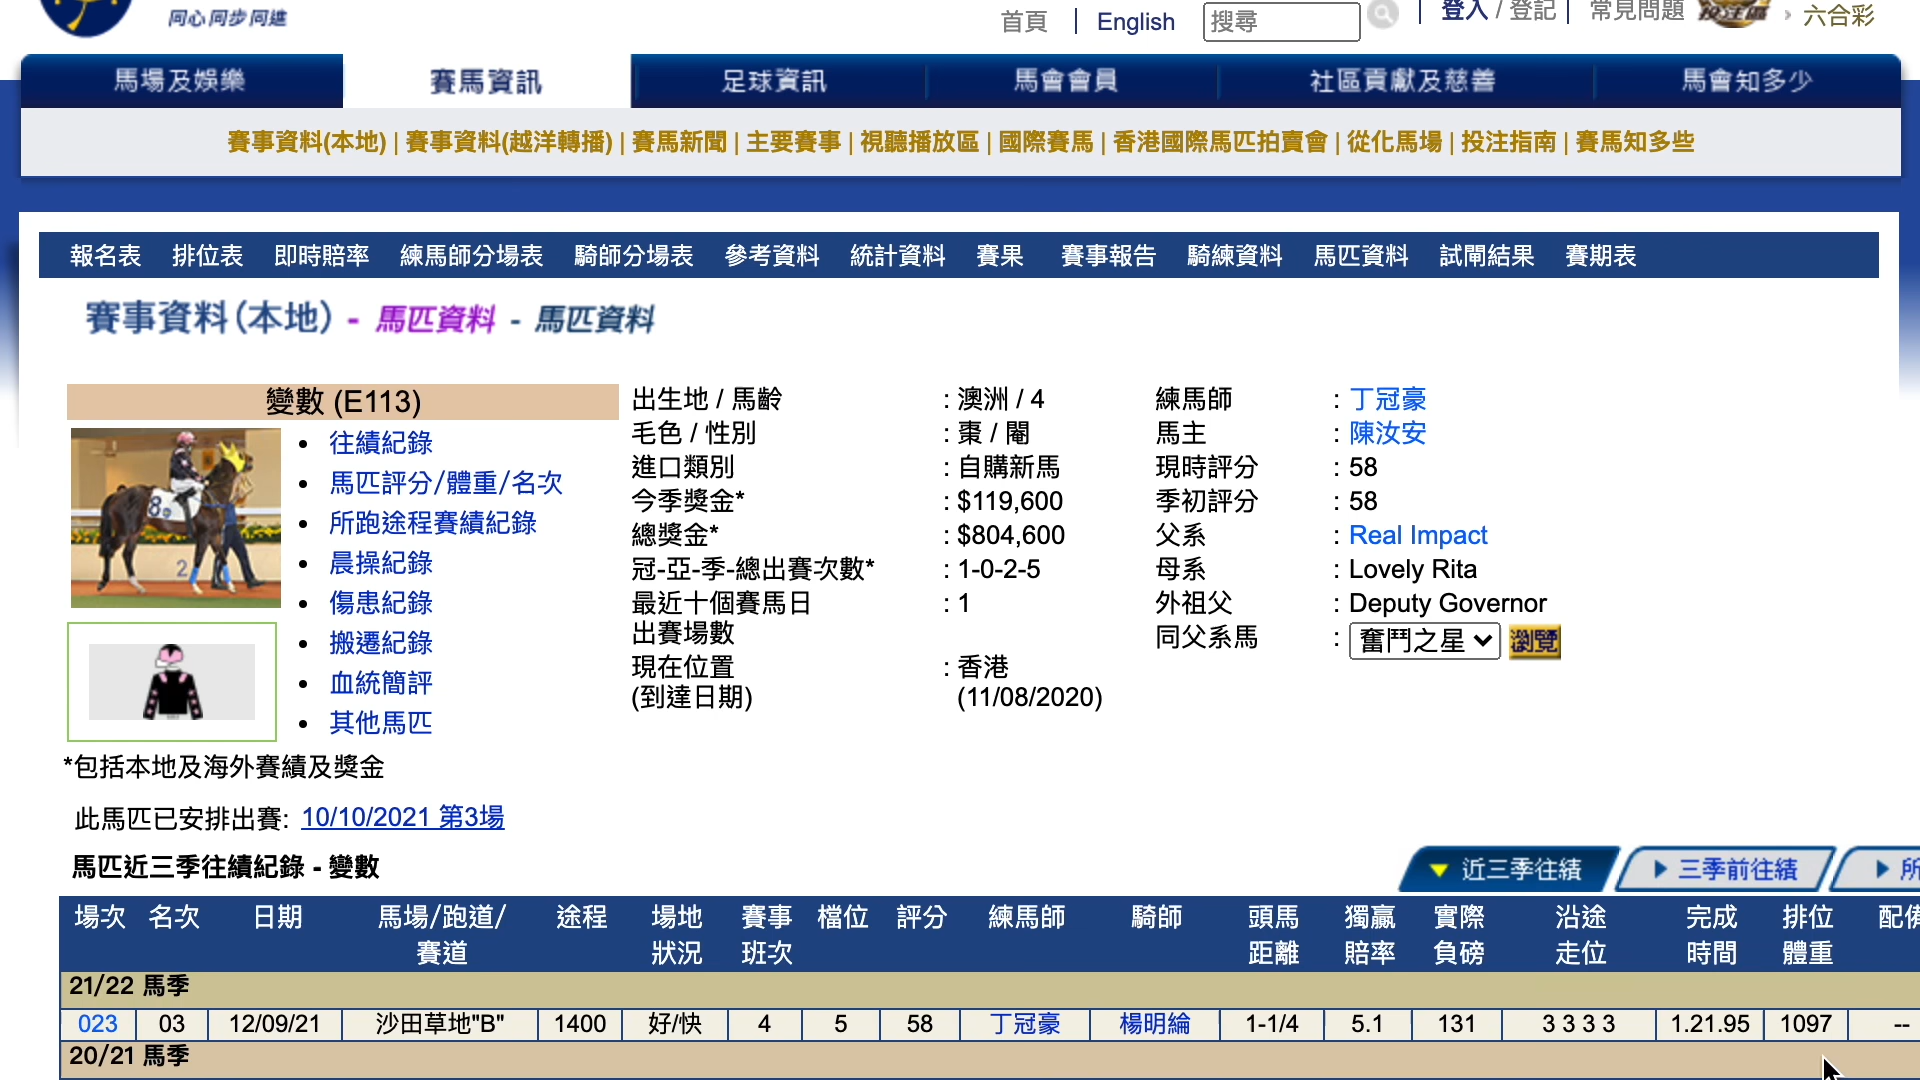 同心同步同進
首頁 | English 搜尋 | 登入 / 登記 | 常見問題 投注區 › 六合彩
馬場及娛樂 賽馬資訊 足球資訊 馬會會員 社區貢獻及慈善 馬會知多少
賽事資料(本地) | 賽事資料(越洋轉播) | 賽馬新聞 | 主要賽事 | 視聽播放區 | 國際賽馬 | 香港國際馬匹拍賣會 | 從化馬場 | 投注指南 | 賽馬知多些
報名表 排位表 即時賠率 練馬師分場表 騎師分場表 參考資料 統計資料 賽果 賽事報告 騎練資料 馬匹資料 試閘結果 賽期表
賽事資料(本地) - 馬匹資料 - 馬匹資料
變數 (E113)
往績紀錄
馬匹評分/體重/名次
所跑途程賽績紀錄
晨操紀錄
傷患紀錄
搬遷紀錄
血統簡評
其他馬匹
出生地 / 馬齡 : 澳洲 / 4
毛色 / 性別 : 棗 / 閹
進口類別 : 自購新馬
今季獎金* : $119,600
總獎金* : $804,600
冠-亞-季-總出賽次數* : 1-0-2-5
最近十個賽馬日 : 1
出賽場數
現在位置 : 香港
(到達日期) (11/08/2020)
練馬師 : 丁冠豪
馬主 : 陳汝安
現時評分 : 58
季初評分 : 58
父系 : Real Impact
母系 : Lovely Rita
外祖父 : Deputy Governor
同父系馬 : 奮鬥之星 瀏覽
*包括本地及海外賽績及獎金
此馬匹已安排出賽: 10/10/2021 第3場
馬匹近三季往績紀錄 - 變數
近三季往績 三季前往績 所
場次 名次 日期 馬場/跑道/ 途程 場地 賽事 檔位 評分 練馬師 騎師 頭馬 獨贏 實際 沿途 完成 排位 配備
賽道 狀況 班次 距離 賠率 負磅 走位 時間 體重
21/22 馬季
023 03 12/09/21 沙田草地"B" 1400 好/快 4 5 58 丁冠豪 楊明綸 1-1/4 5.1 131 3 3 3 3 1.21.95 1097 --
20/21 馬季